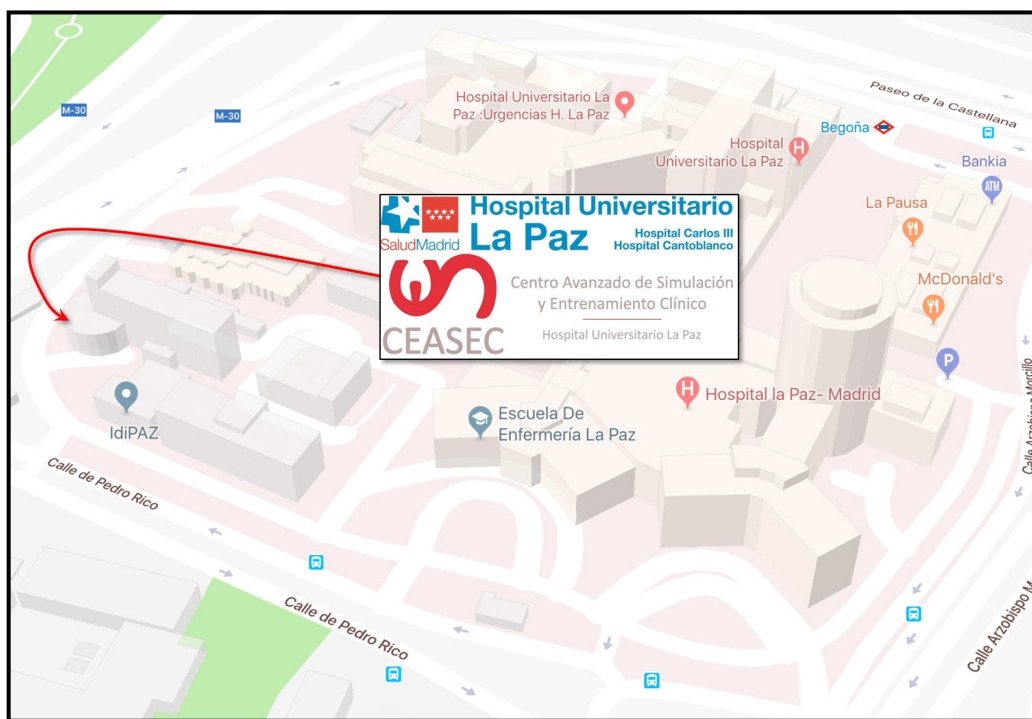 M-30
M-30
Hospital Universitario La
Paz :Urgencias H. La Paz
Paseo de la Castellana
Begoña
Hospital
Universitario La Paz
Bankia
ATM
La Pausa
McDonald's
P
Hospital Universitario
La Paz
Hospital Carlos III
Hospital Cantoblanco
SaludMadrid
Centro Avanzado de Simulación
y Entrenamiento Clínico
Hospital Universitario La Paz
CEASEC
H
H
Hospital la Paz- Madrid
Escuela De
Enfermería La Paz
IdiPAZ
Calle de Pedro Rico
Calle de Pedro Rico
Calle Arzobispo Morcillo
Calle Arzobispo M